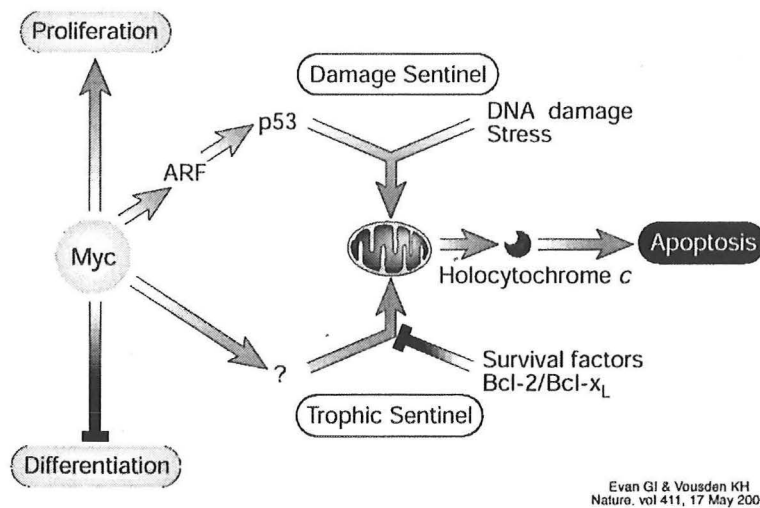 Proliferation
Damage Sentinel
DNA damage
Stress
p53
ARF
Myc
Holocytochrome c
Apoptosis
?
Survival factors
Bcl-2/Bcl-xL
Trophic Sentinel
Differentiation
Evan GI & Vousden KH
Nature, vol 411, 17 May 200